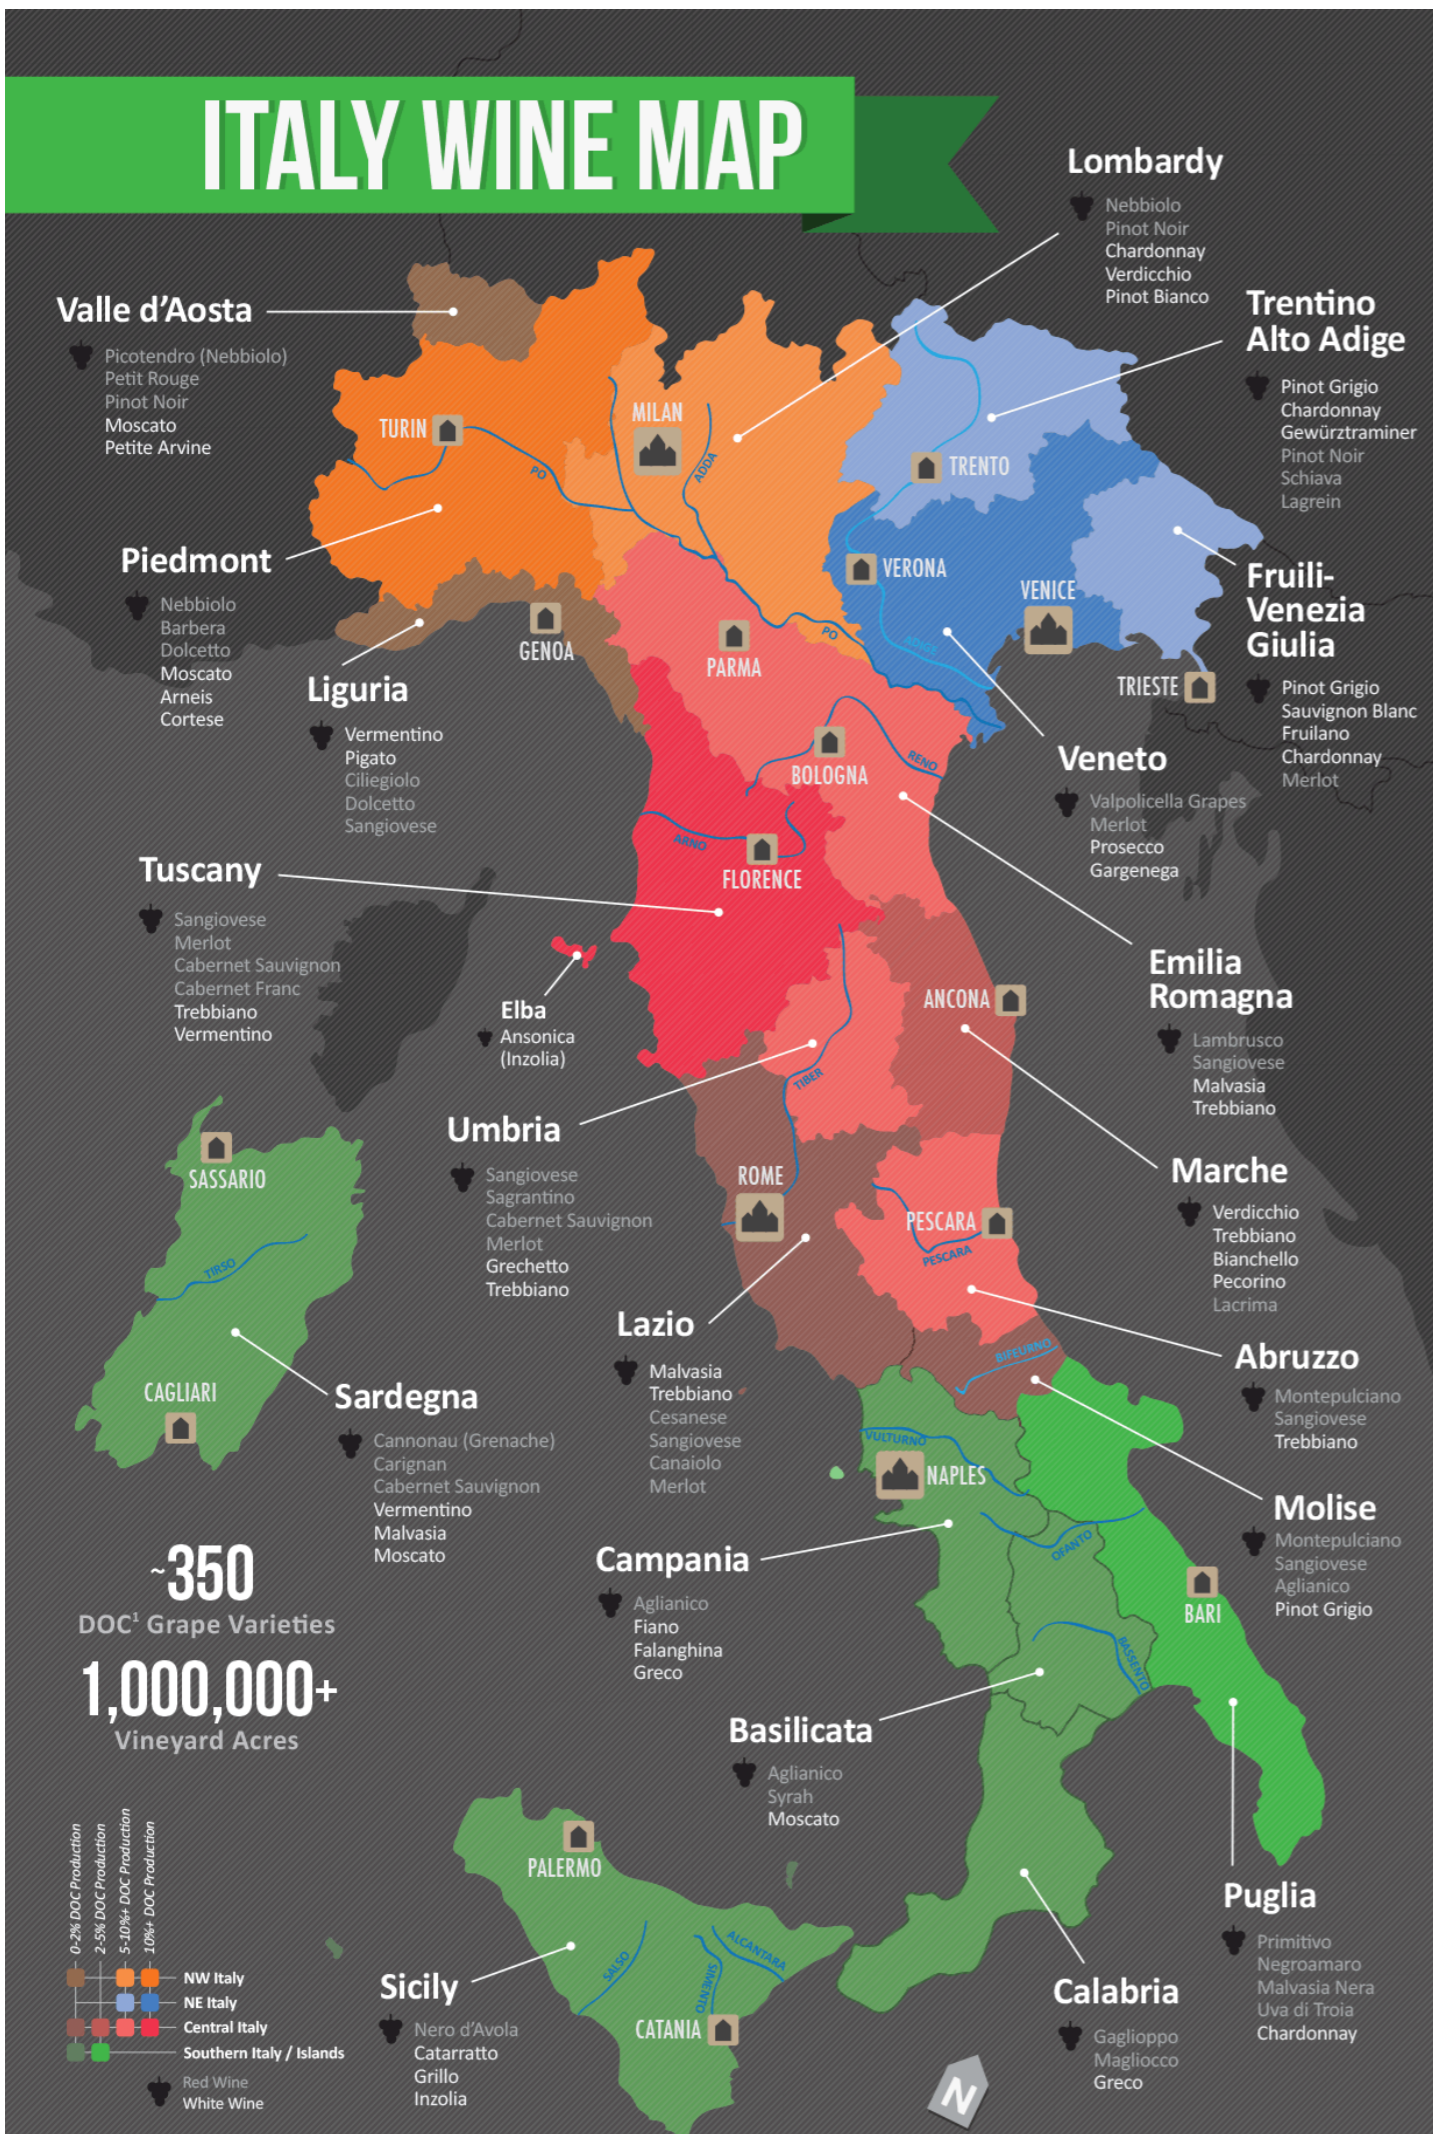 ITALY WINE MAP
Lombardy
Nebbiolo
Pinot Noir
Chardonnay
Verdicchio
Pinot Bianco
Valle d'Aosta
Picotendro (Nebbiolo)
Petit Rouge
Pinot Noir
Moscato
Petite Arvine
Trentino
Alto Adige
Pinot Grigio
Chardonnay
Gewürztraminer
Pinot Noir
Schiava
Lagrein
TURIN
MILAN
TRENTO
PO
ADDA
Piedmont
Nebbiolo
Barbera
Dolcetto
Moscato
Arneis
Cortese
VERONA
VENICE
Fruili-
Venezia
Giulia
Pinot Grigio
Sauvignon Blanc
Fruilano
Chardonnay
Merlot
GENOA
PARMA
PO
ADIGE
TRIESTE
Liguria
Vermentino
Pigato
Ciliegiolo
Dolcetto
Sangiovese
BOLOGNA
RENO
Veneto
Valpolicella Grapes
Merlot
Prosecco
Gargenega
Tuscany
Sangiovese
Merlot
Cabernet Sauvignon
Cabernet Franc
Trebbiano
Vermentino
ARNO
FLORENCE
Elba
Ansonica
(Inzolia)
ANCONA
Emilia
Romagna
Lambrusco
Sangiovese
Malvasia
Trebbiano
TIBER
Umbria
Sangiovese
Sagrantino
Cabernet Sauvignon
Merlot
Grechetto
Trebbiano
SASSARIO
TIRSO
ROME
PESCARA
PESCARA
Marche
Verdicchio
Trebbiano
Bianchello
Pecorino
Lacrima
Lazio
Malvasia
Trebbiano
Cesanese
Sangiovese
Canaiolo
Merlot
BIFEURNO
Abruzzo
Montepulciano
Sangiovese
Trebbiano
CAGLIARI
Sardegna
Cannonau (Grenache)
Carignan
Cabernet Sauvignon
Vermentino
Malvasia
Moscato
VULTURNO
NAPLES
Molise
Montepulciano
Sangiovese
Aglianico
Pinot Grigio
~350
DOC¹ Grape Varieties
1,000,000+
Vineyard Acres
Campania
Aglianico
Fiano
Falanghina
Greco
OFANTO
BARI
BASSENTO
Basilicata
Aglianico
Syrah
Moscato
PALERMO
Puglia
Primitivo
Negroamaro
Malvasia Nera
Uva di Troia
Chardonnay
SALSO
SIMENTO
ALCANTARA
CATANIA
Sicily
Nero d'Avola
Catarratto
Grillo
Inzolia
Calabria
Gaglioppo
Magliocco
Greco
0-2% DOC Production
2-5% DOC Production
5-10%+ DOC Production
10%+ DOC Production
NW Italy
NE Italy
Central Italy
Southern Italy / Islands
Red Wine
White Wine
N